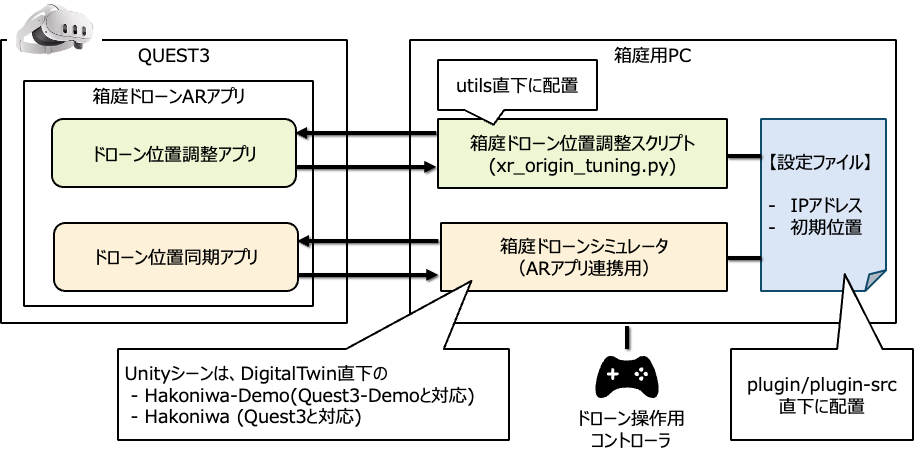 QUEST3
箱庭用PC
箱庭ドローンARアプリ
utils直下に配置
ドローン位置調整アプリ
箱庭ドローン位置調整スクリプト
(xr_origin_tuning.py)
【設定ファイル】
- IPアドレス
- 初期位置
ドローン位置同期アプリ
箱庭ドローンシミュレータ
（ARアプリ連携用）
Unityシーンは、DigitalTwin直下の
- Hakoniwa-Demo(Quest3-Demoと対応)
- Hakoniwa (Quest3と対応)
ドローン操作用
コントローラ
plugin/plugin-src
直下に配置